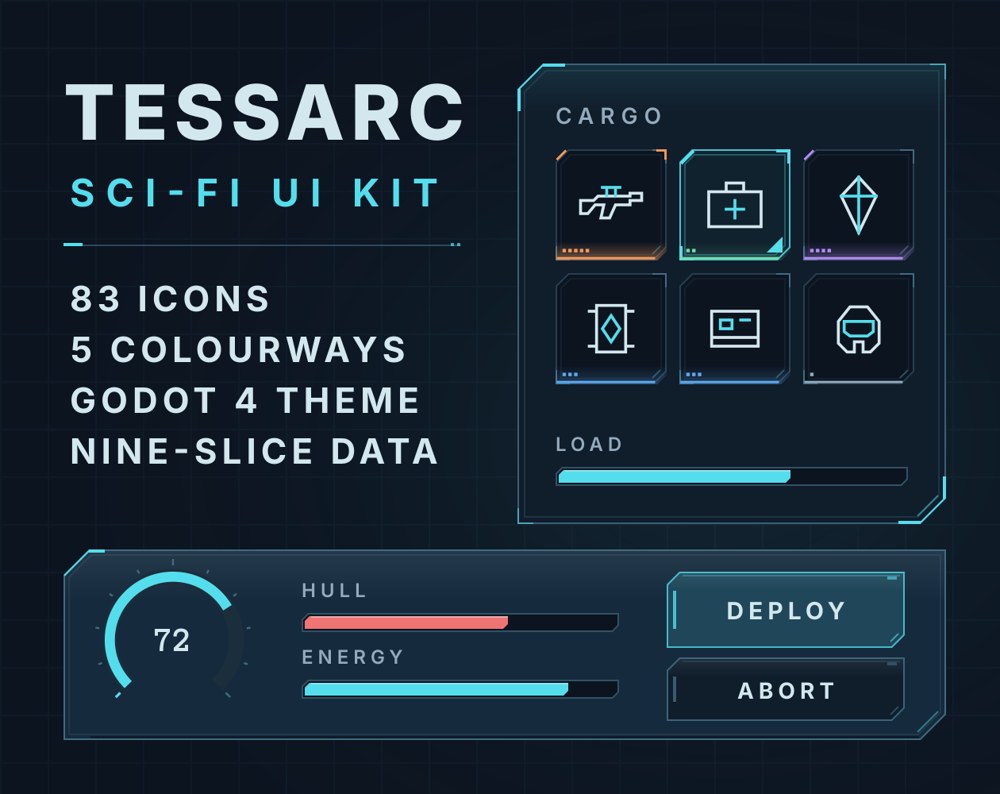 TESSARC
SCI-FI UI KIT
83 ICONS
5 COLOURWAYS
GODOT 4 THEME
NINE-SLICE DATA
CARGO
LOAD
72
HULL
ENERGY
DEPLOY
ABORT